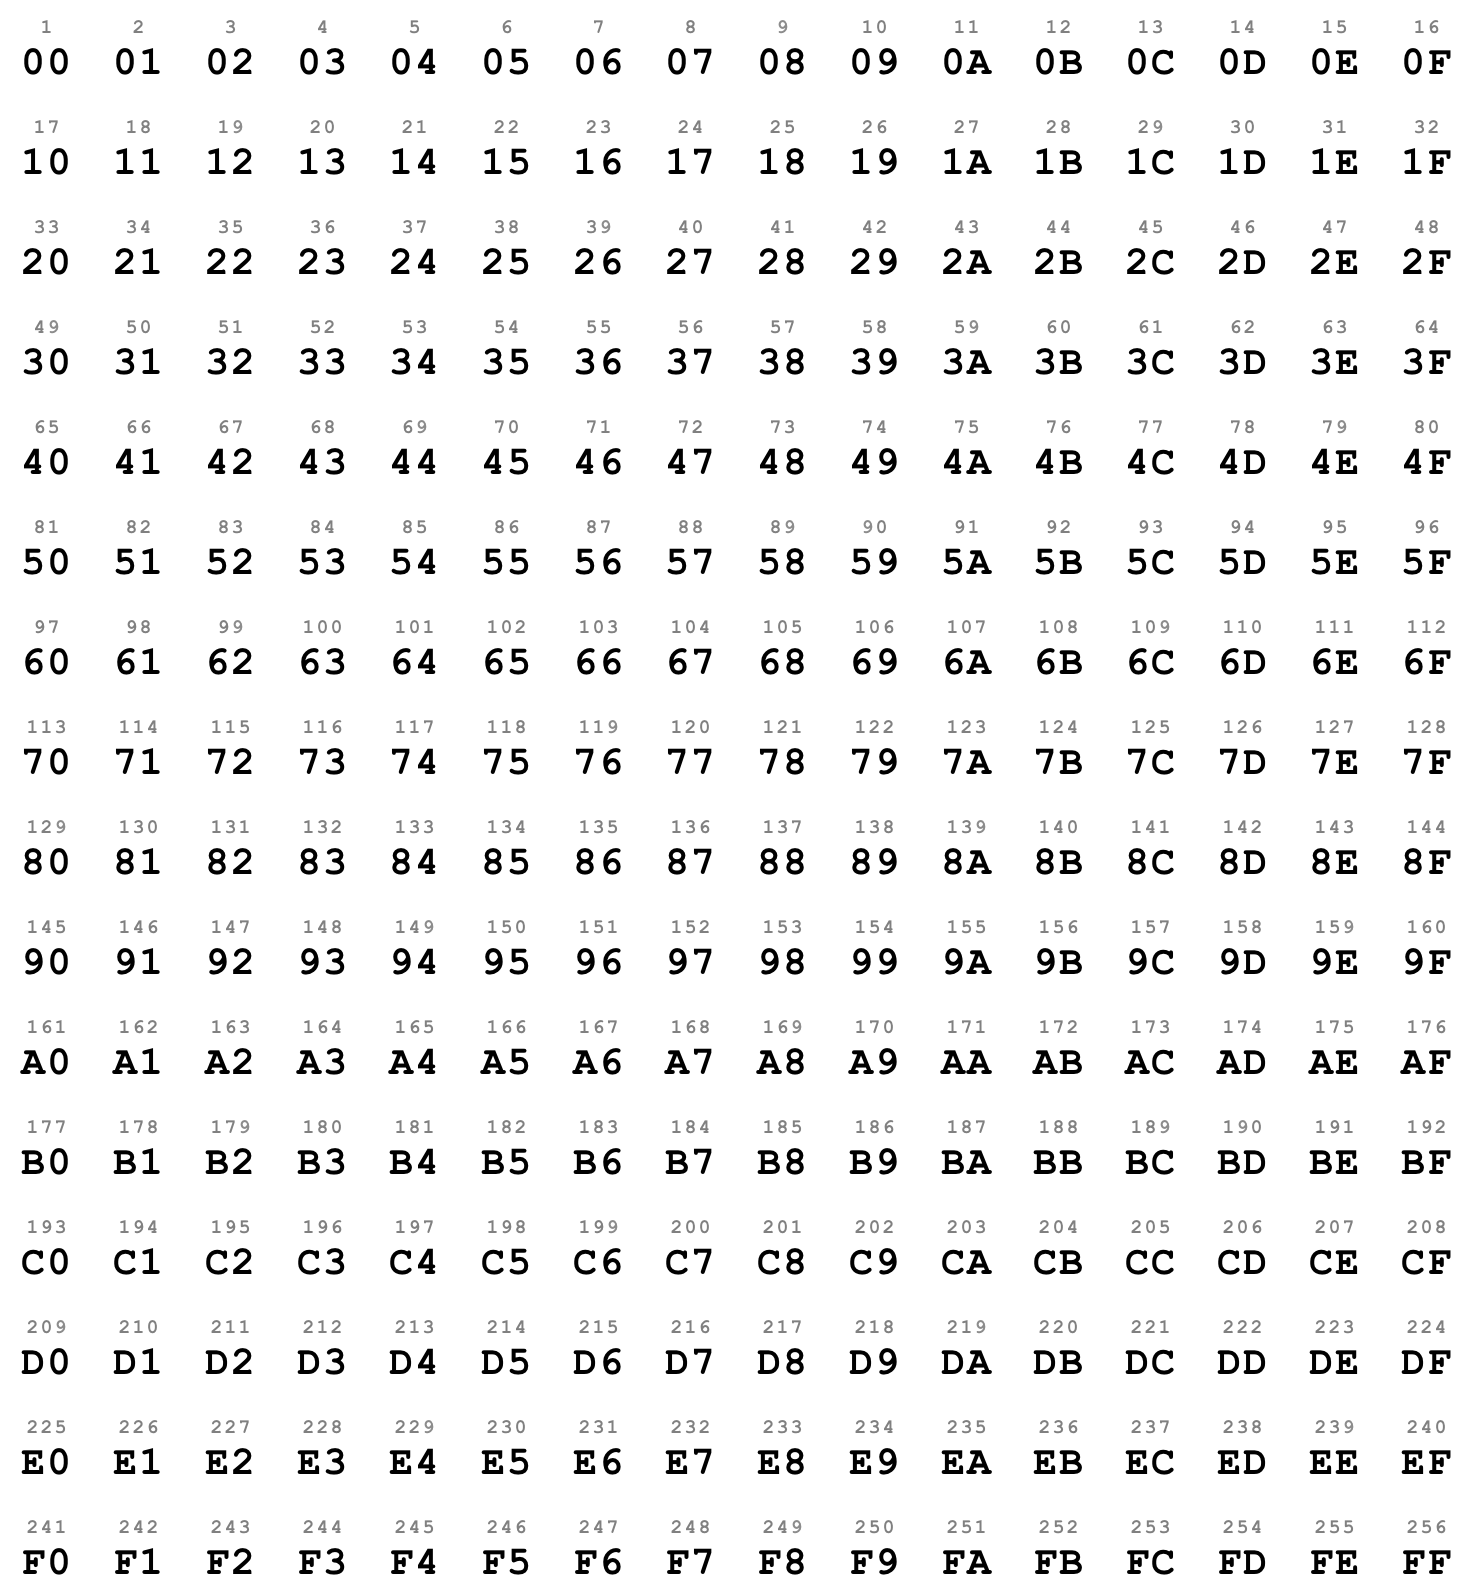 1 2 3 4 5 6 7 8 9 10 11 12 13 14 15 16
00 01 02 03 04 05 06 07 08 09 0A 0B 0C 0D 0E 0F
17 18 19 20 21 22 23 24 25 26 27 28 29 30 31 32
10 11 12 13 14 15 16 17 18 19 1A 1B 1C 1D 1E 1F
33 34 35 36 37 38 39 40 41 42 43 44 45 46 47 48
20 21 22 23 24 25 26 27 28 29 2A 2B 2C 2D 2E 2F
49 50 51 52 53 54 55 56 57 58 59 60 61 62 63 64
30 31 32 33 34 35 36 37 38 39 3A 3B 3C 3D 3E 3F
65 66 67 68 69 70 71 72 73 74 75 76 77 78 79 80
40 41 42 43 44 45 46 47 48 49 4A 4B 4C 4D 4E 4F
81 82 83 84 85 86 87 88 89 90 91 92 93 94 95 96
50 51 52 53 54 55 56 57 58 59 5A 5B 5C 5D 5E 5F
97 98 99 100 101 102 103 104 105 106 107 108 109 110 111 112
60 61 62 63 64 65 66 67 68 69 6A 6B 6C 6D 6E 6F
113 114 115 116 117 118 119 120 121 122 123 124 125 126 127 128
70 71 72 73 74 75 76 77 78 79 7A 7B 7C 7D 7E 7F
129 130 131 132 133 134 135 136 137 138 139 140 141 142 143 144
80 81 82 83 84 85 86 87 88 89 8A 8B 8C 8D 8E 8F
145 146 147 148 149 150 151 152 153 154 155 156 157 158 159 160
90 91 92 93 94 95 96 97 98 99 9A 9B 9C 9D 9E 9F
161 162 163 164 165 166 167 168 169 170 171 172 173 174 175 176
A0 A1 A2 A3 A4 A5 A6 A7 A8 A9 AA AB AC AD AE AF
177 178 179 180 181 182 183 184 185 186 187 188 189 190 191 192
B0 B1 B2 B3 B4 B5 B6 B7 B8 B9 BA BB BC BD BE BF
193 194 195 196 197 198 199 200 201 202 203 204 205 206 207 208
C0 C1 C2 C3 C4 C5 C6 C7 C8 C9 CA CB CC CD CE CF
209 210 211 212 213 214 215 216 217 218 219 220 221 222 223 224
D0 D1 D2 D3 D4 D5 D6 D7 D8 D9 DA DB DC DD DE DF
225 226 227 228 229 230 231 232 233 234 235 236 237 238 239 240
E0 E1 E2 E3 E4 E5 E6 E7 E8 E9 EA EB EC ED EE EF
241 242 243 244 245 246 247 248 249 250 251 252 253 254 255 256
F0 F1 F2 F3 F4 F5 F6 F7 F8 F9 FA FB FC FD FE FF